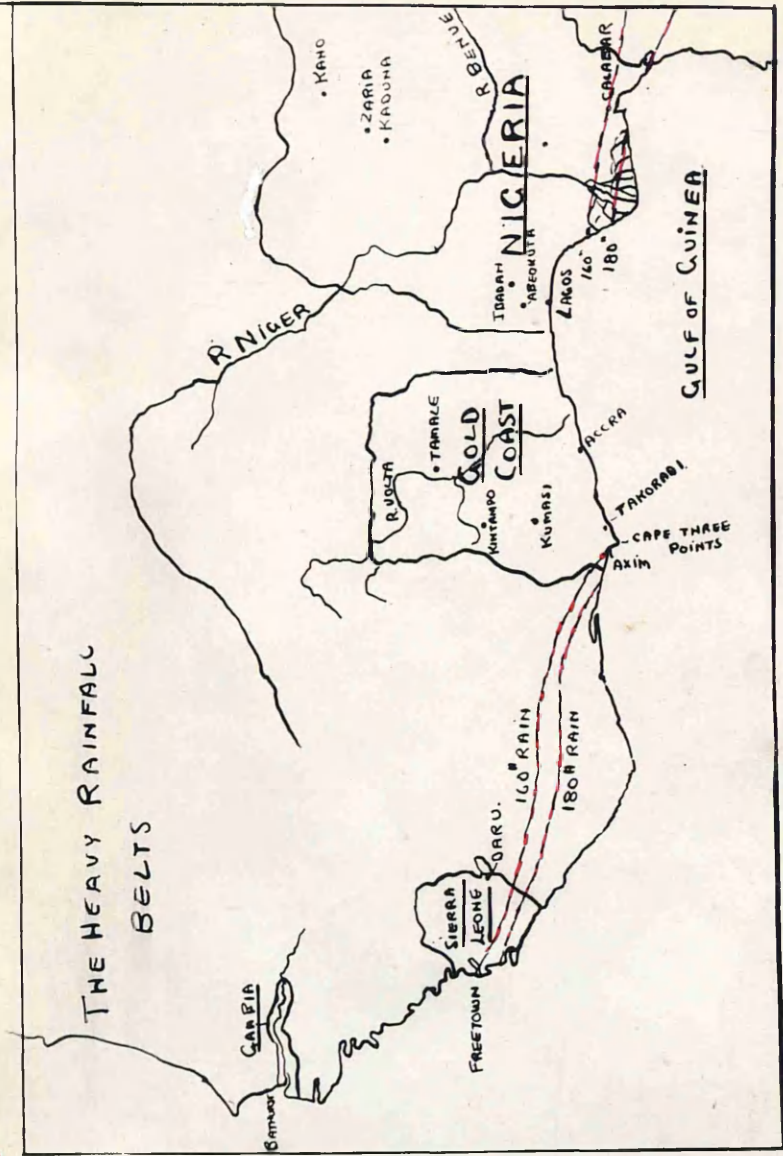 THE HEAVY RAINFALL
BELTS
GAMBIA
BATHURST
FREETOWN
SIERRA
LEONE
DARU.
160" RAIN
180" RAIN
R NIGER
R. VOLTA
TAMALE
GOLD
COAST
KINTAMPO
KUMASI
ACCRA
TAKORADI.
CAPE THREE
POINTS
AXIM
KANO
ZARIA
KADUNA
R BENUE
NIGERIA
IBADAN
ABEOKUTA
LAGOS
160"
180"
CALABAR
GULF OF GUINEA